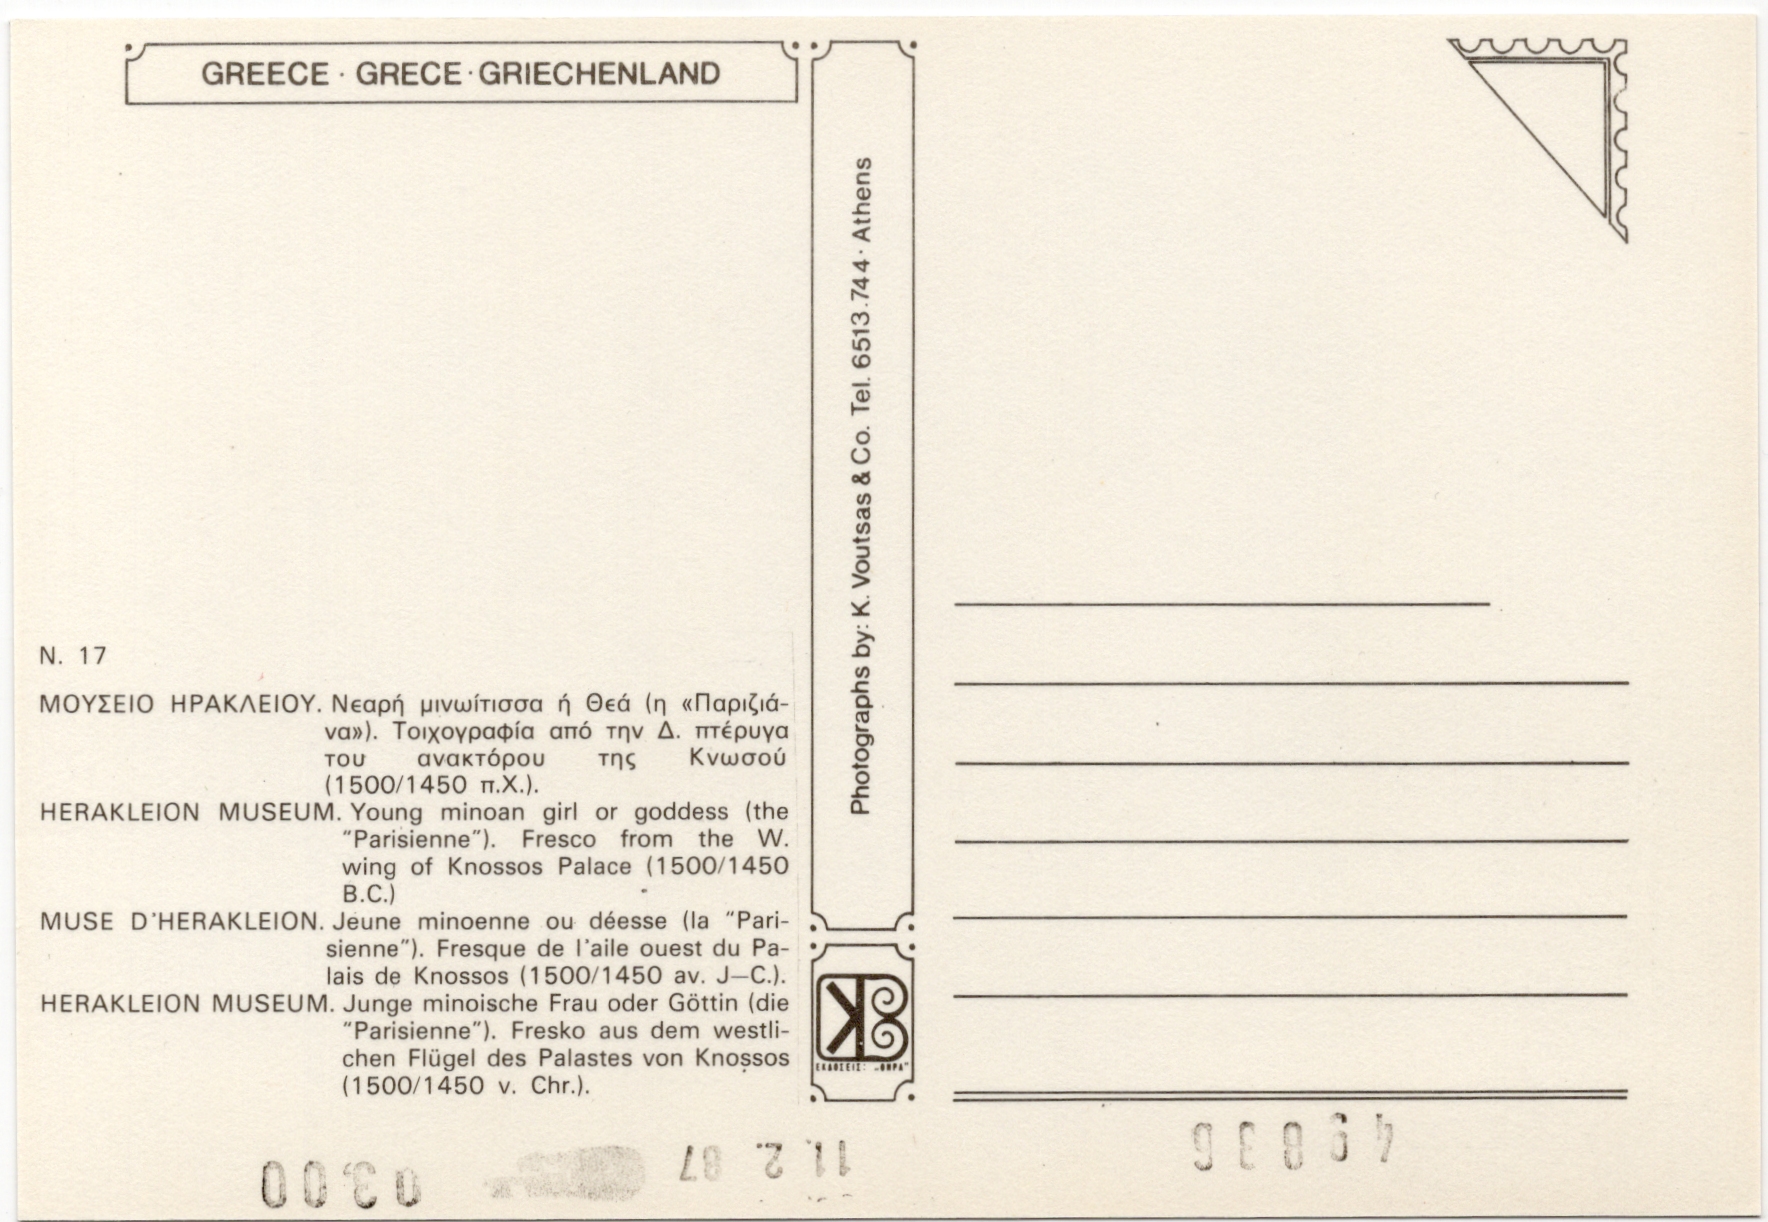 GREECE · GRECE · GRIECHENLAND
N. 17
ΜΟΥΣΕΙΟ ΗΡΑΚΛΕΙΟΥ. Νεαρή μινωίτισσα ή Θεά (η «Παριζιά-
να»). Τοιχογραφία από την Δ. πτέρυγα
του ανακτόρου της Κνωσού
(1500/1450 π.Χ.).
HERAKLEION MUSEUM. Young minoan girl or goddess (the
"Parisienne"). Fresco from the W.
wing of Knossos Palace (1500/1450
B.C.)
MUSE D'HERAKLEION. Jeune minoenne ou déesse (la "Pari-
sienne"). Fresque de l'aile ouest du Pa-
lais de Knossos (1500/1450 av. J–C.).
HERAKLEION MUSEUM. Junge minoische Frau oder Göttin (die
"Parisienne"). Fresko aus dem westli-
chen Flügel des Palastes von Knossos
(1500/1450 v. Chr.).
Photographs by: K. Voutsas & Co. Tel. 6513.744 · Athens
ΕΚΔΟΣΕΙΣ: „ΘΗΡΑ"
11. 2. 87